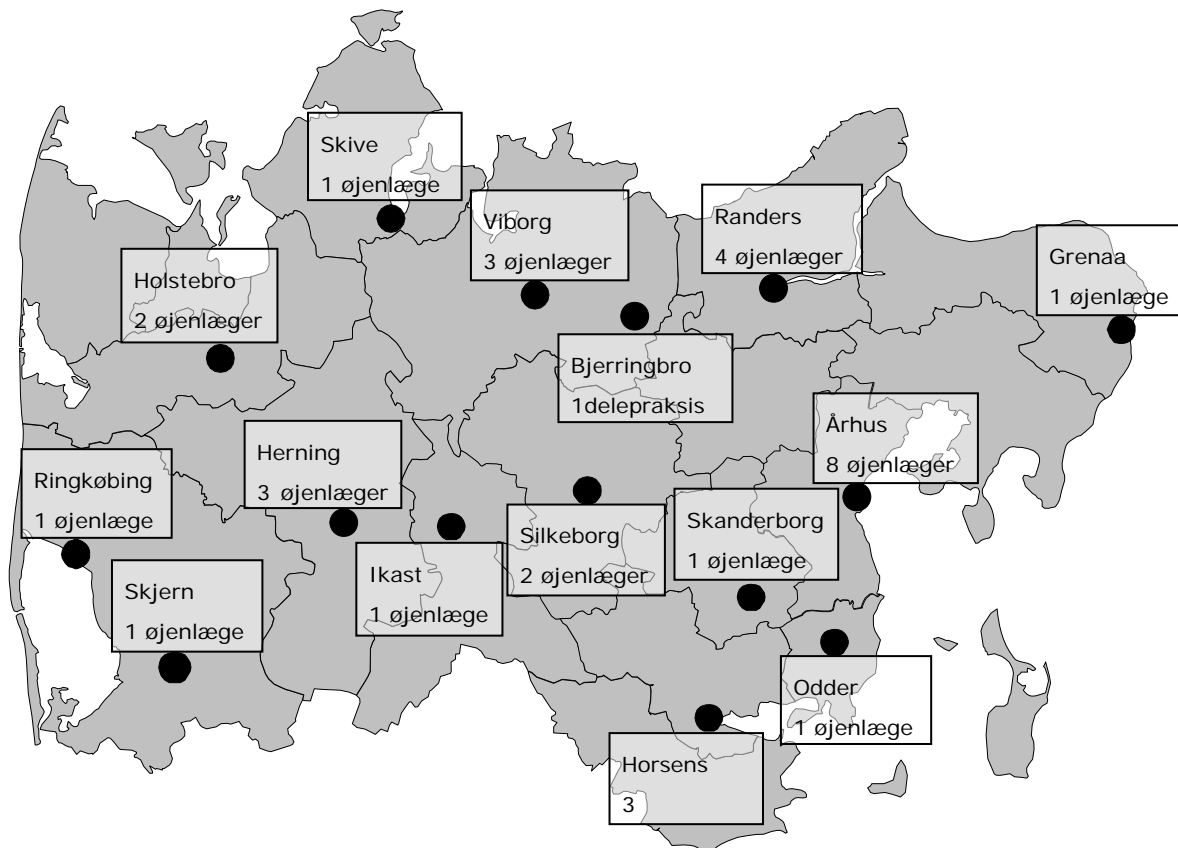 Skive
1 øjenlæge
Viborg
3 øjenlæger
Randers
4 øjenlæger
Grenaa
1 øjenlæge
Holstebro
2 øjenlæger
Bjerringbro
1delepraksis
Århus
8 øjenlæger
Herning
3 øjenlæger
Ringkøbing
1 øjenlæge
Silkeborg
2 øjenlæger
Skanderborg
1 øjenlæge
Ikast
1 øjenlæge
Skjern
1 øjenlæge
Odder
1 øjenlæge
Horsens
3